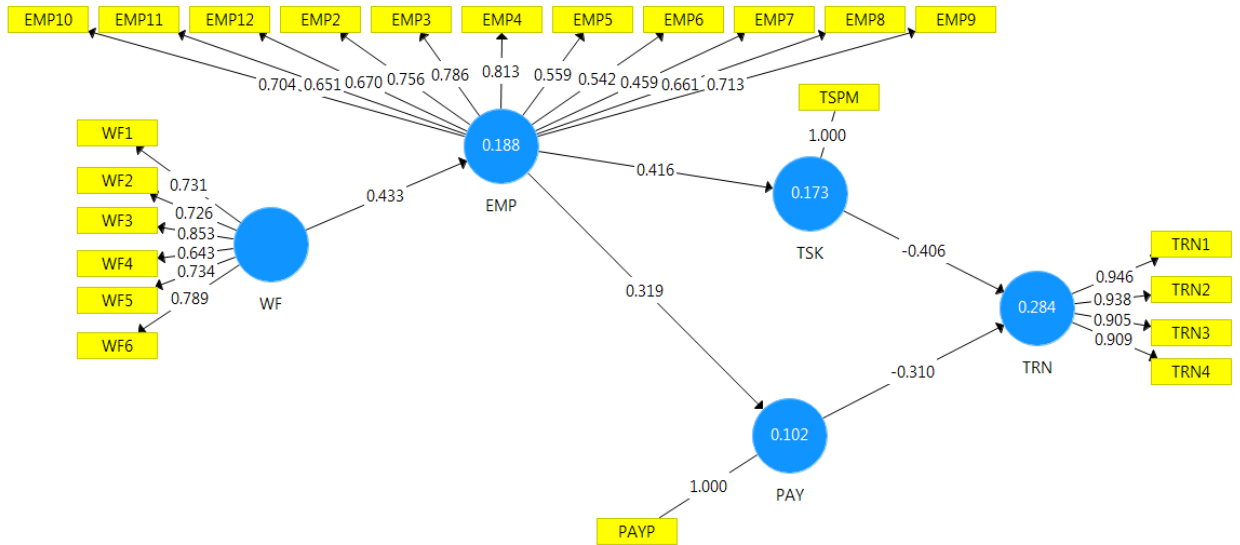 EMP10 EMP11 EMP12 EMP2 EMP3 EMP4 EMP5 EMP6 EMP7 EMP8 EMP9
0.704 0.651 0.670 0.756 0.786 0.813 0.559 0.542 0.459 0.661 0.713
TSPM
1.000
WF1
WF2
WF3
WF4
WF5
WF6
0.731
0.726
0.853
0.643
0.734
0.789
WF
0.433
0.188
EMP
0.416
0.173
TSK
0.319
-0.406
0.284
TRN
0.946
0.938
0.905
0.909
TRN1
TRN2
TRN3
TRN4
-0.310
0.102
PAY
1.000
PAYP